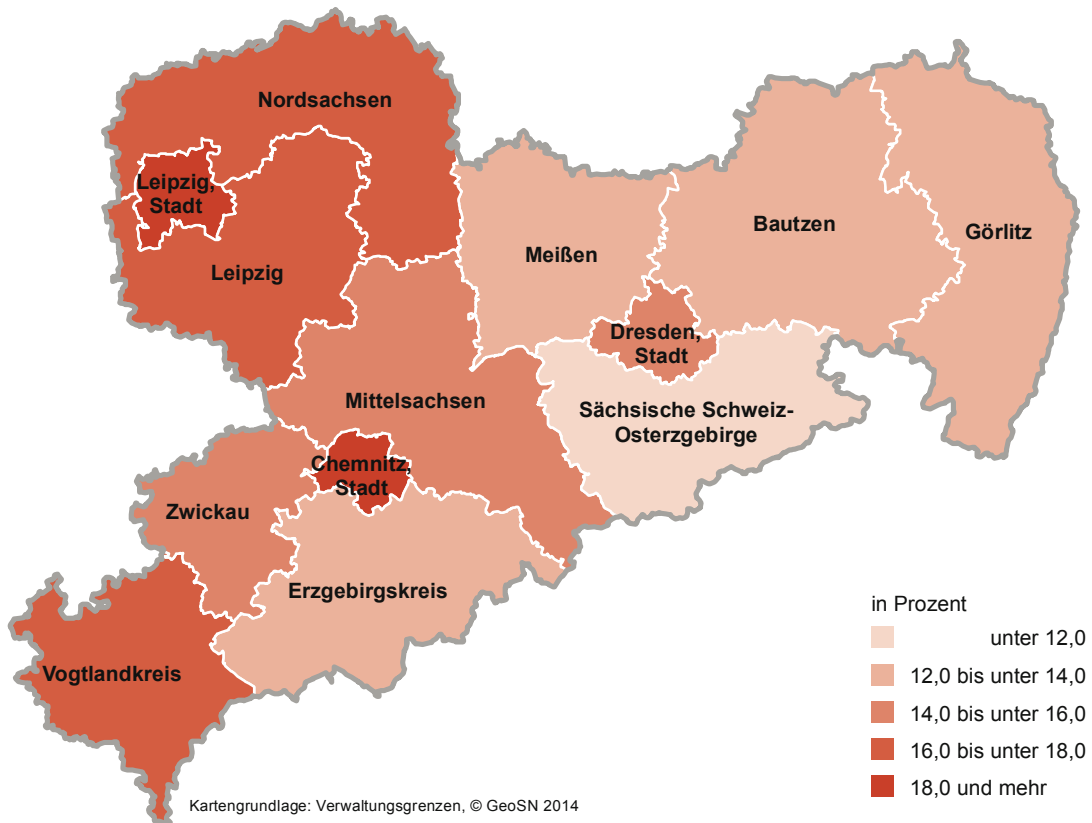 Nordsachsen
Leipzig,
Stadt
Leipzig
Meißen
Bautzen
Görlitz
Dresden,
Stadt
Mittelsachsen
Sächsische Schweiz-
Osterzgebirge
Chemnitz,
Stadt
Zwickau
Erzgebirgskreis
Vogtlandkreis
in Prozent
unter 12,0
12,0 bis unter 14,0
14,0 bis unter 16,0
16,0 bis unter 18,0
18,0 und mehr
Kartengrundlage: Verwaltungsgrenzen, © GeoSN 2014